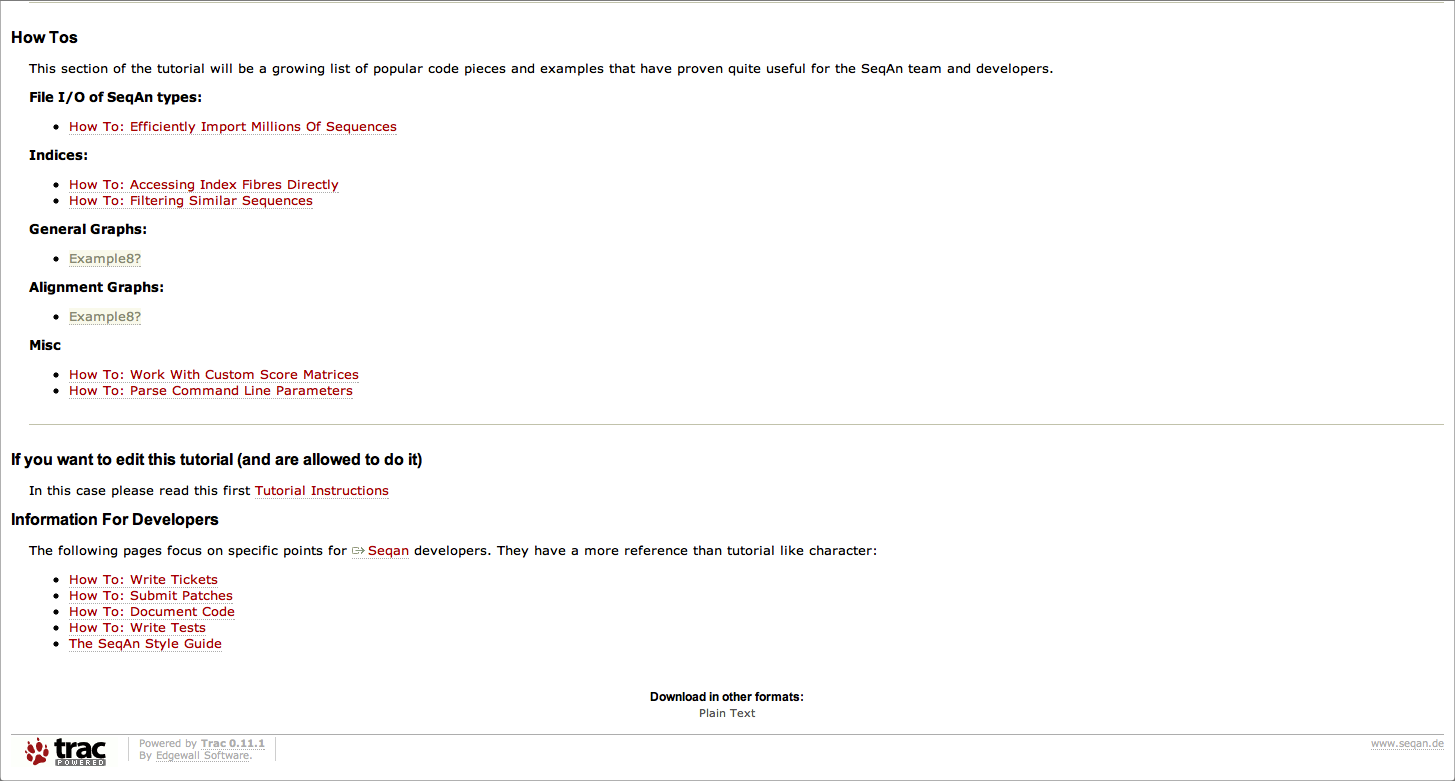 How Tos
This section of the tutorial will be a growing list of popular code pieces and examples that have proven quite useful for the SeqAn team and developers.
File I/O of SeqAn types:
How To: Efficiently Import Millions Of Sequences
Indices:
How To: Accessing Index Fibres Directly
How To: Filtering Similar Sequences
General Graphs:
Example8?
Alignment Graphs:
Example8?
Misc
How To: Work With Custom Score Matrices
How To: Parse Command Line Parameters
If you want to edit this tutorial (and are allowed to do it)
In this case please read this first Tutorial Instructions
Information For Developers
The following pages focus on specific points for Seqan developers. They have a more reference than tutorial like character:
How To: Write Tickets
How To: Submit Patches
How To: Document Code
How To: Write Tests
The SeqAn Style Guide
Download in other formats:
Plain Text
trac
POWERED
Powered by Trac 0.11.1
By Edgewall Software.
www.seqan.de